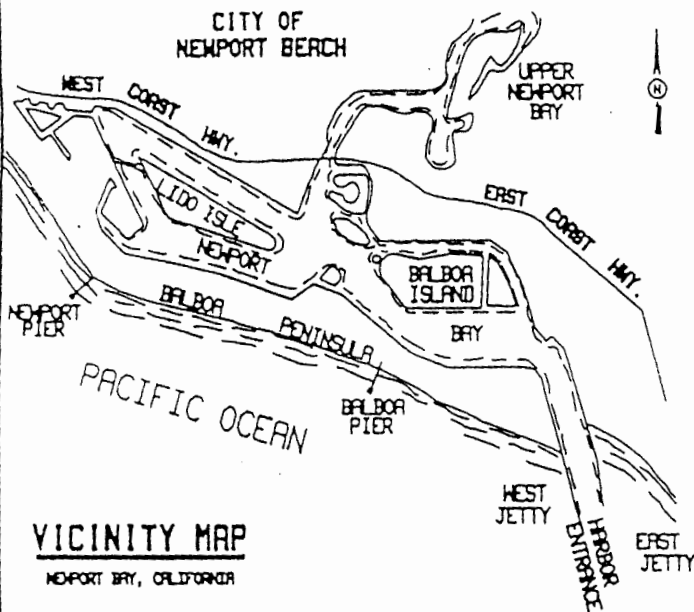 CITY OF
NEWPORT BEACH
UPPER
NEWPORT
BAY
N
WEST COAST HWY.
EAST COAST HWY.
LIDO ISLE
NEWPORT
BALBOA
ISLAND
BAY
NEWPORT
PIER
BALBOA PENINSULA
BALBOA
PIER
PACIFIC OCEAN
WEST
JETTY
HARBOR
ENTRANCE
EAST
JETTY
VICINITY MAP
NEWPORT BAY, CALIFORNIA